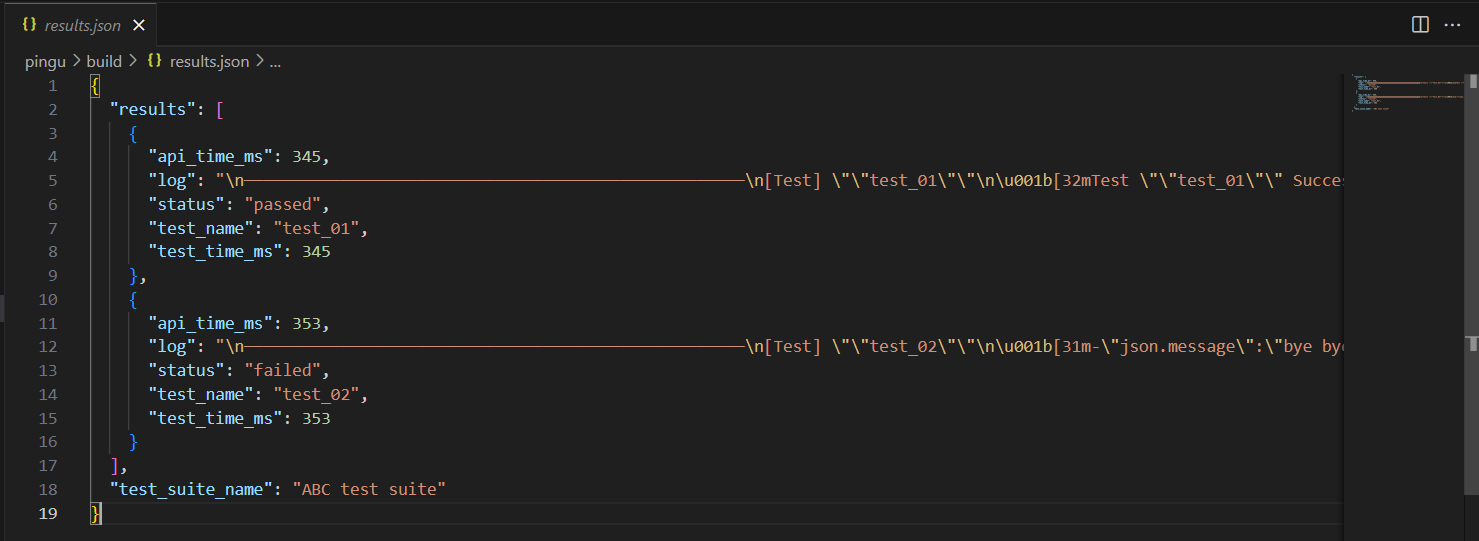 {} results.json ×
pingu > build > {} results.json > ...
1 {
2 "results": [
3 {
4 "api_time_ms": 345,
5 "log": "\n────────────────────────────────────────────────────\n[Test] \"\"test_01\"\"\n\u001b[32mTest \"\"test_01\"\" Succes
6 "status": "passed",
7 "test_name": "test_01",
8 "test_time_ms": 345
9 },
10 {
11 "api_time_ms": 353,
12 "log": "\n────────────────────────────────────────────────────\n[Test] \"\"test_02\"\"\n\u001b[31m-\"json.message\":\"bye bye
13 "status": "failed",
14 "test_name": "test_02",
15 "test_time_ms": 353
16 }
17 ],
18 "test_suite_name": "ABC test suite"
19 }